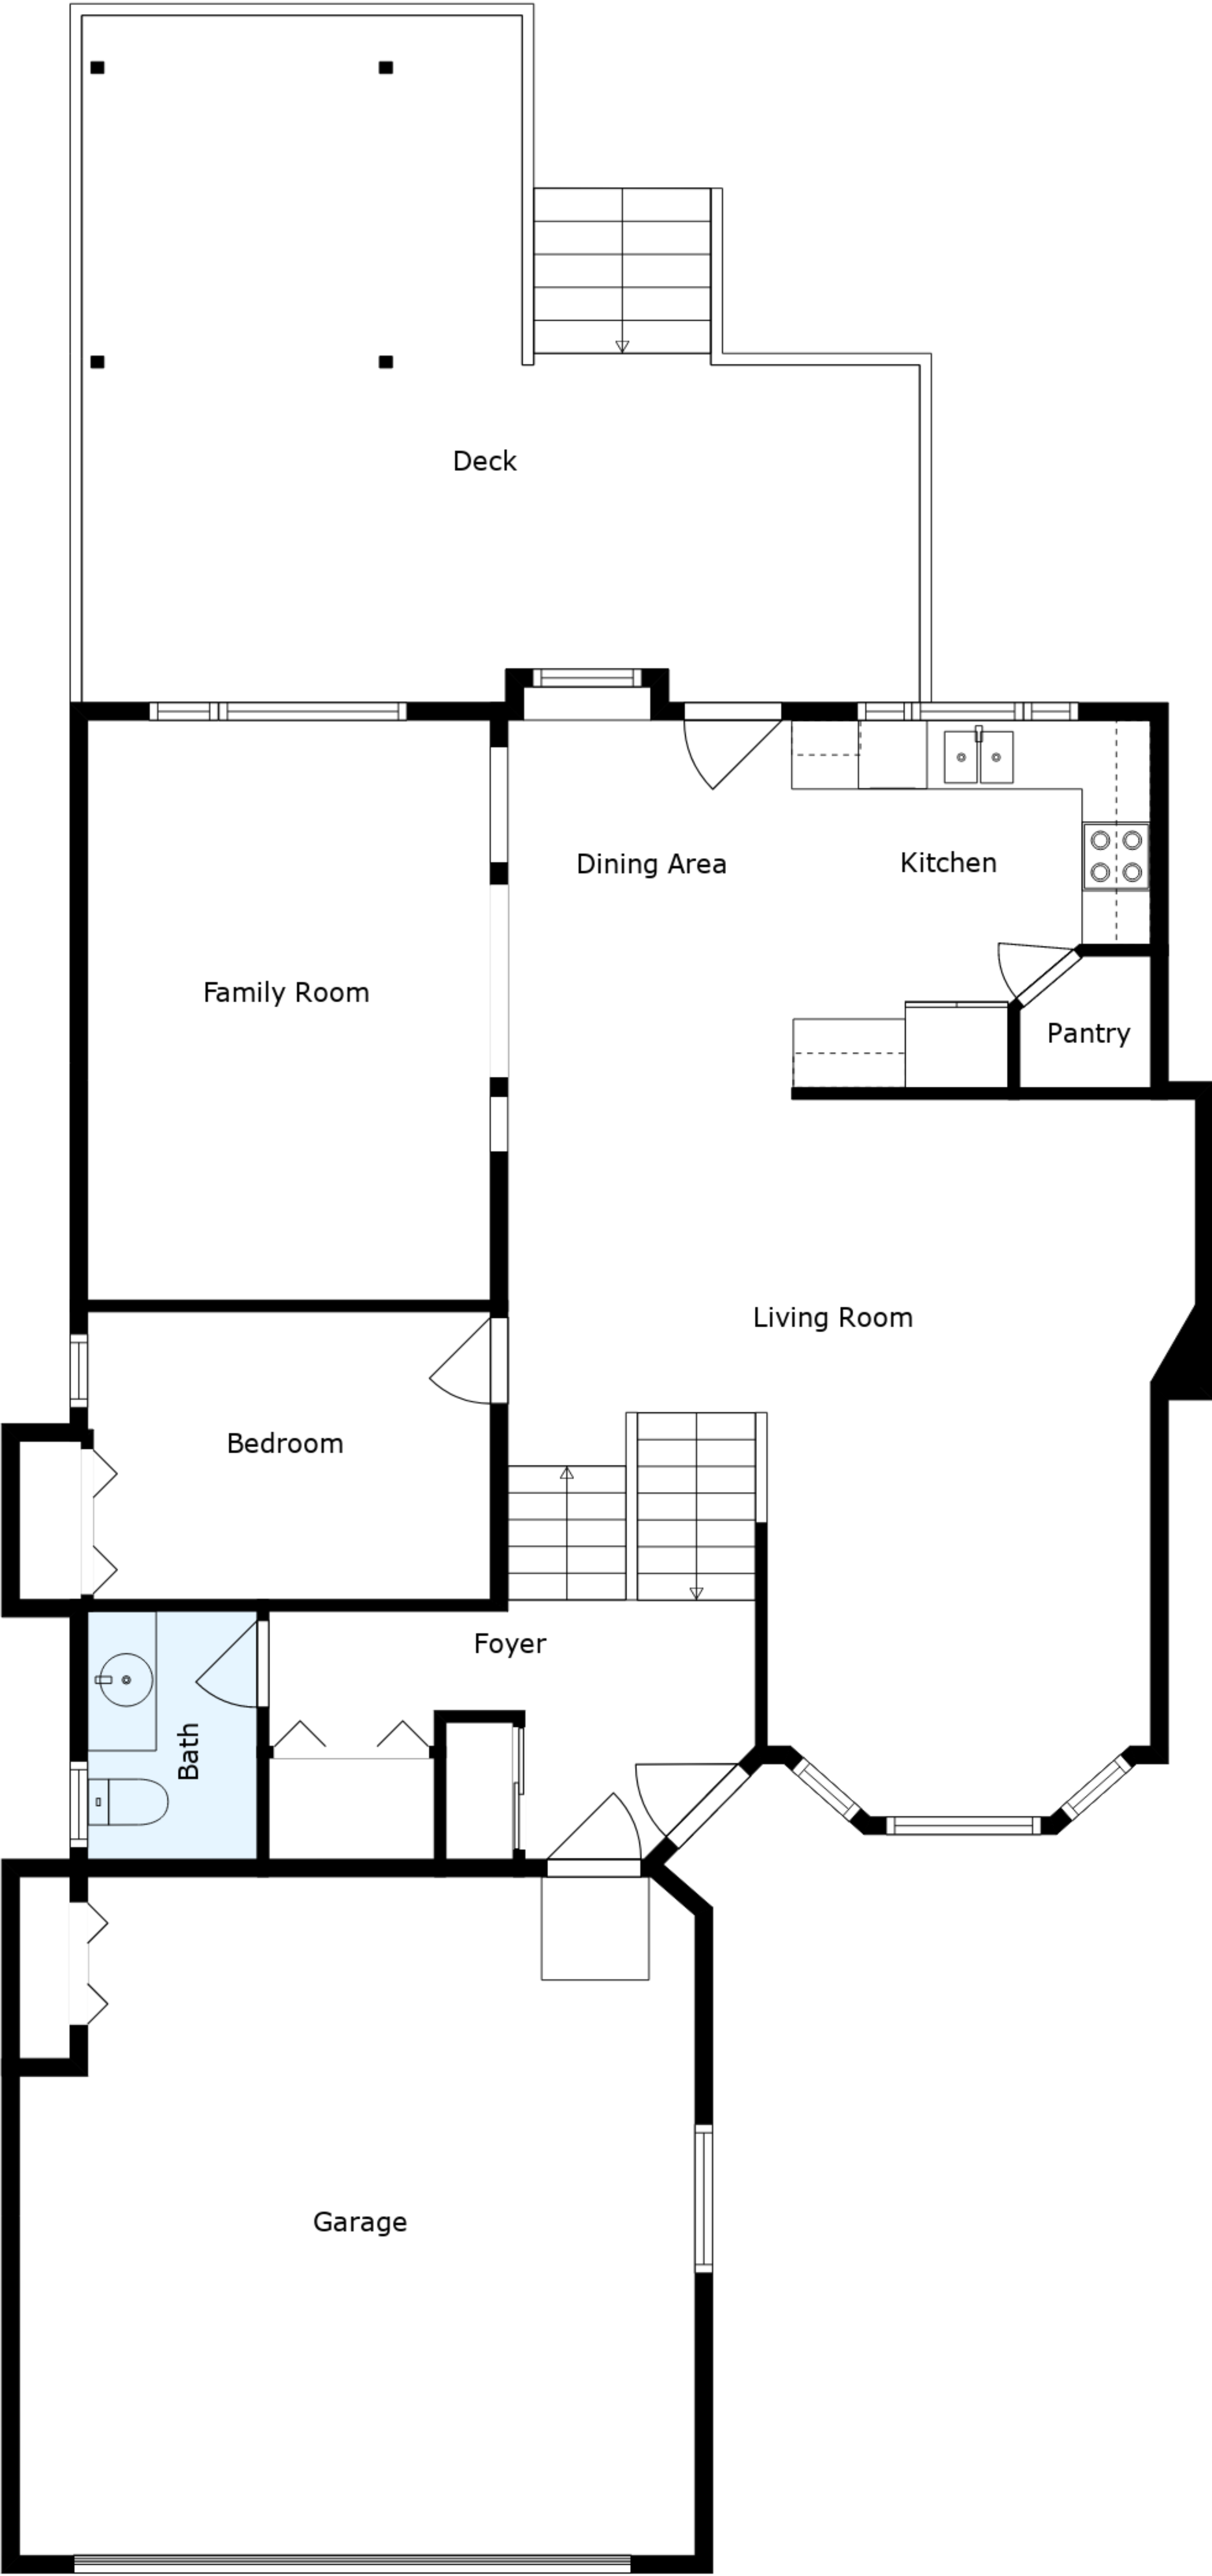 Deck
Dining Area
Kitchen
Family Room
Pantry
Living Room
Bedroom
Foyer
Bath
Garage